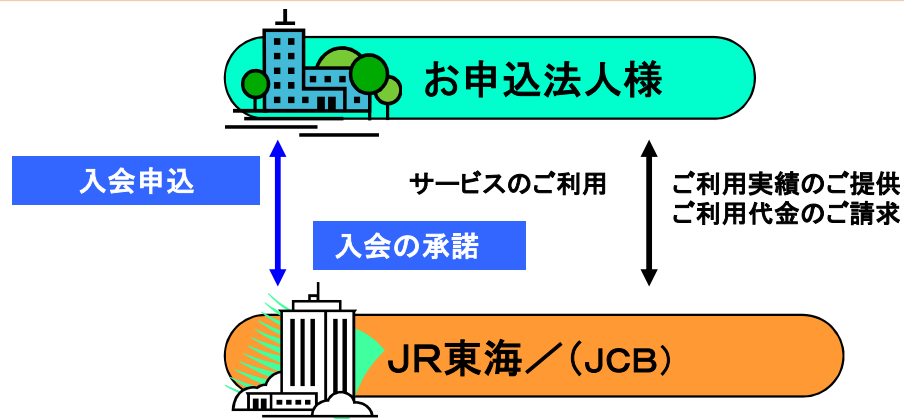 お申込法人様
入会申込
サービスのご利用
ご利用実績のご提供
ご利用代金のご請求
入会の承諾
JR東海／（JCB）